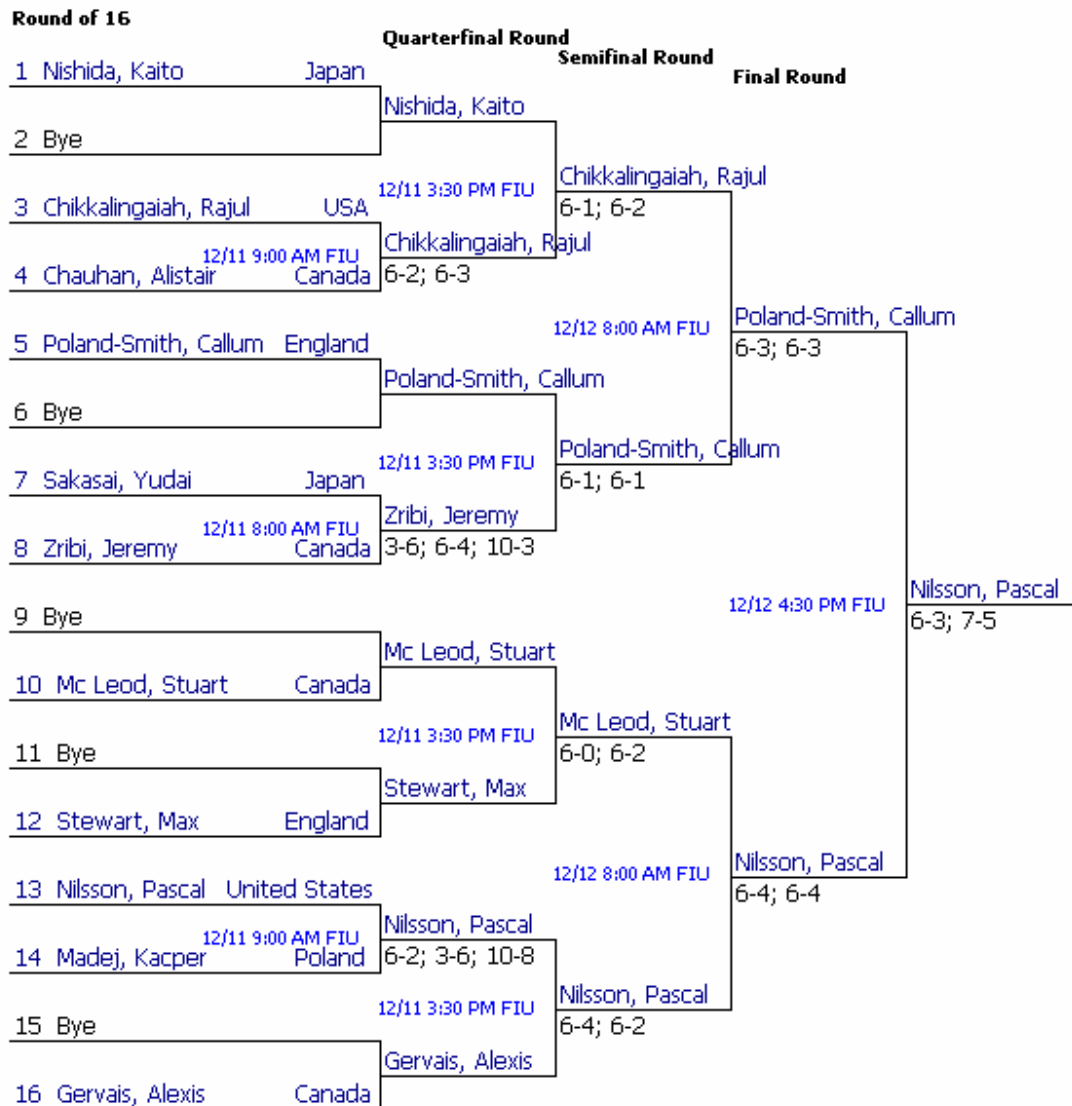 Round of 16
Quarterfinal Round
Semifinal Round
Final Round
1 Nishida, Kaito Japan
Nishida, Kaito
2 Bye
Chikkalingaiah, Rajul
12/11 3:30 PM FIU
3 Chikkalingaiah, Rajul USA
6-1; 6-2
Chikkalingaiah, Rajul
12/11 9:00 AM FIU
4 Chauhan, Alistair Canada
6-2; 6-3
Poland-Smith, Callum
12/12 8:00 AM FIU
5 Poland-Smith, Callum England
6-3; 6-3
Poland-Smith, Callum
6 Bye
Poland-Smith, Callum
12/11 3:30 PM FIU
7 Sakasai, Yudai Japan
6-1; 6-1
Zribi, Jeremy
12/11 8:00 AM FIU
8 Zribi, Jeremy Canada
3-6; 6-4; 10-3
Nilsson, Pascal
12/12 4:30 PM FIU
9 Bye
6-3; 7-5
Mc Leod, Stuart
10 Mc Leod, Stuart Canada
Mc Leod, Stuart
12/11 3:30 PM FIU
11 Bye
6-0; 6-2
Stewart, Max
12 Stewart, Max England
Nilsson, Pascal
12/12 8:00 AM FIU
13 Nilsson, Pascal United States
6-4; 6-4
Nilsson, Pascal
12/11 9:00 AM FIU
14 Madej, Kacper Poland
6-2; 3-6; 10-8
Nilsson, Pascal
12/11 3:30 PM FIU
15 Bye
6-4; 6-2
Gervais, Alexis
16 Gervais, Alexis Canada